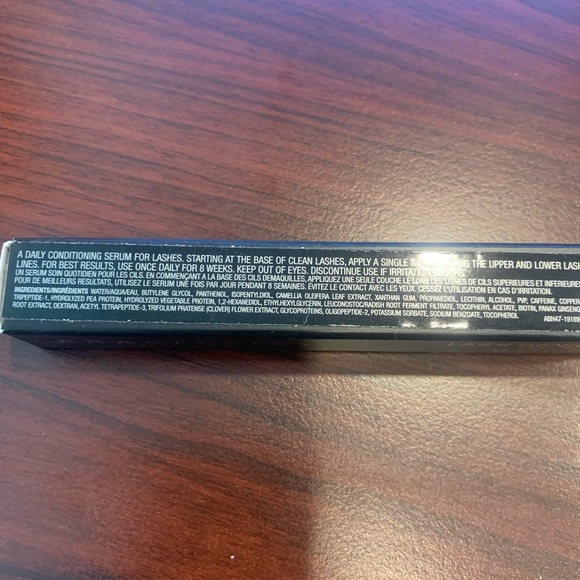 A DAILY CONDITIONING SERUM FOR LASHES. STARTING AT THE BASE OF CLEAN LASHES, APPLY A SINGLE THE UPPER AND LOWER LASH
LINES. FOR BEST RESULTS, USE ONCE DAILY FOR 8 WEEKS. KEEP OUT OF EYES. DISCONTINUE USE IF IRRITATION
UN SERUM SOIN QUOTIDIEN POUR LES CILS. EN COMMENÇANT A LA BASE DES CILS DEMAQUILLES, APPLIQUEZ UNE SEULE COUCHE LE LONG DES LIGNES DE CILS SUPERIEURES ET INFERIEURES
POUR DE MEILLEURS RESULTATS, UTILISEZ LE SERUM UNE FOIS PAR JOUR PENDANT 8 SEMAINES. ÉVITEZ LE CONTACT AVEC LES YEUX. CESSEZ L'UTILISATION EN CAS D'IRRITATION.
INGREDIENTS/INGRÉDIENTS: WATER/AQUA/EAU, BUTYLENE GLYCOL, PANTHENOL, ISOPENTYLDIOL, CAMELLIA OLEIFERA LEAF EXTRACT, XANTHAN GUM, PROPANEDIOL, LECITHIN, ALCOHOL, PVP, CAFFEINE, COPPER
TRIPEPTIDE-1, HYDROLYZED PEA PROTEIN, HYDROLYZED VEGETABLE PROTEIN, 1,2-HEXANEDIOL, ETHYLHEXYLGLYCERIN, LEUCONOSTOC/RADISH ROOT FERMENT FILTRATE, TOCOPHERYL ACETATE, BIOTIN, PANAX GINSENG
ROOT EXTRACT, DEXTRAN, ACETYL TETRAPEPTIDE-3, TRIFOLIUM PRATENSE (CLOVER) FLOWER EXTRACT, GLYCOPROTEINS, OLIGOPEPTIDE-2, POTASSIUM SORBATE, SODIUM BENZOATE, TOCOPHEROL
ABH47-19189